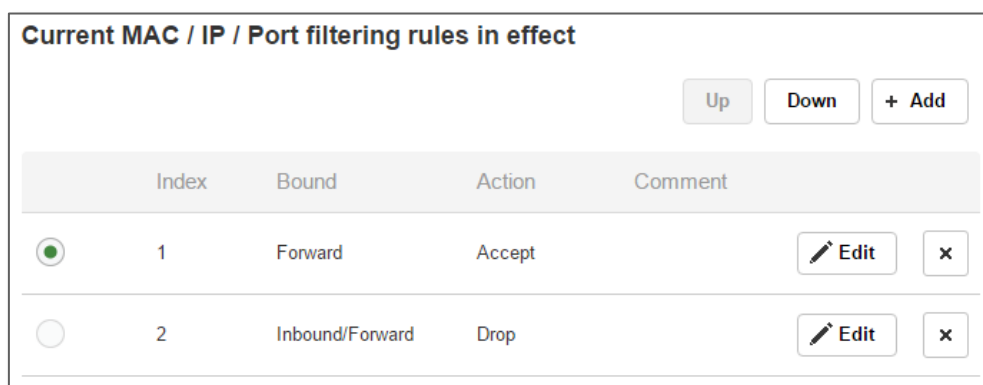 Current MAC / IP / Port filtering rules in effect
Up Down + Add
Index Bound Action Comment
1 Forward Accept Edit ×
2 Inbound/Forward Drop Edit ×